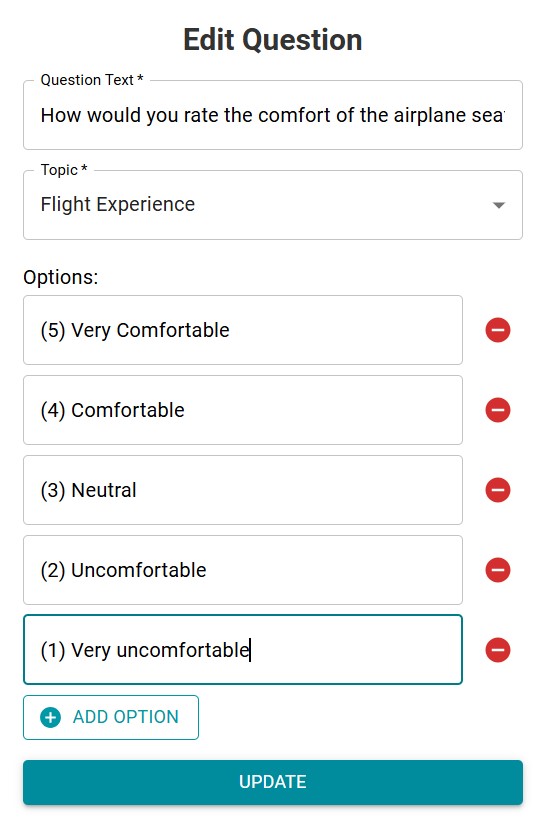 Edit Question
Question Text *
How would you rate the comfort of the airplane sea
Topic *
Flight Experience
Options:
(5) Very Comfortable
(4) Comfortable
(3) Neutral
(2) Uncomfortable
(1) Very uncomfortable
ADD OPTION
UPDATE